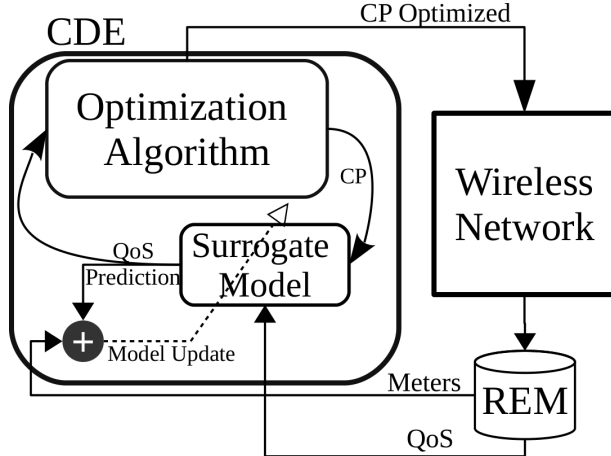 CP Optimized
CDE
Optimization
Algorithm
CP
Wireless
Network
QoS
Prediction
Surrogate
Model
+
Model Update
Meters
REM
QoS